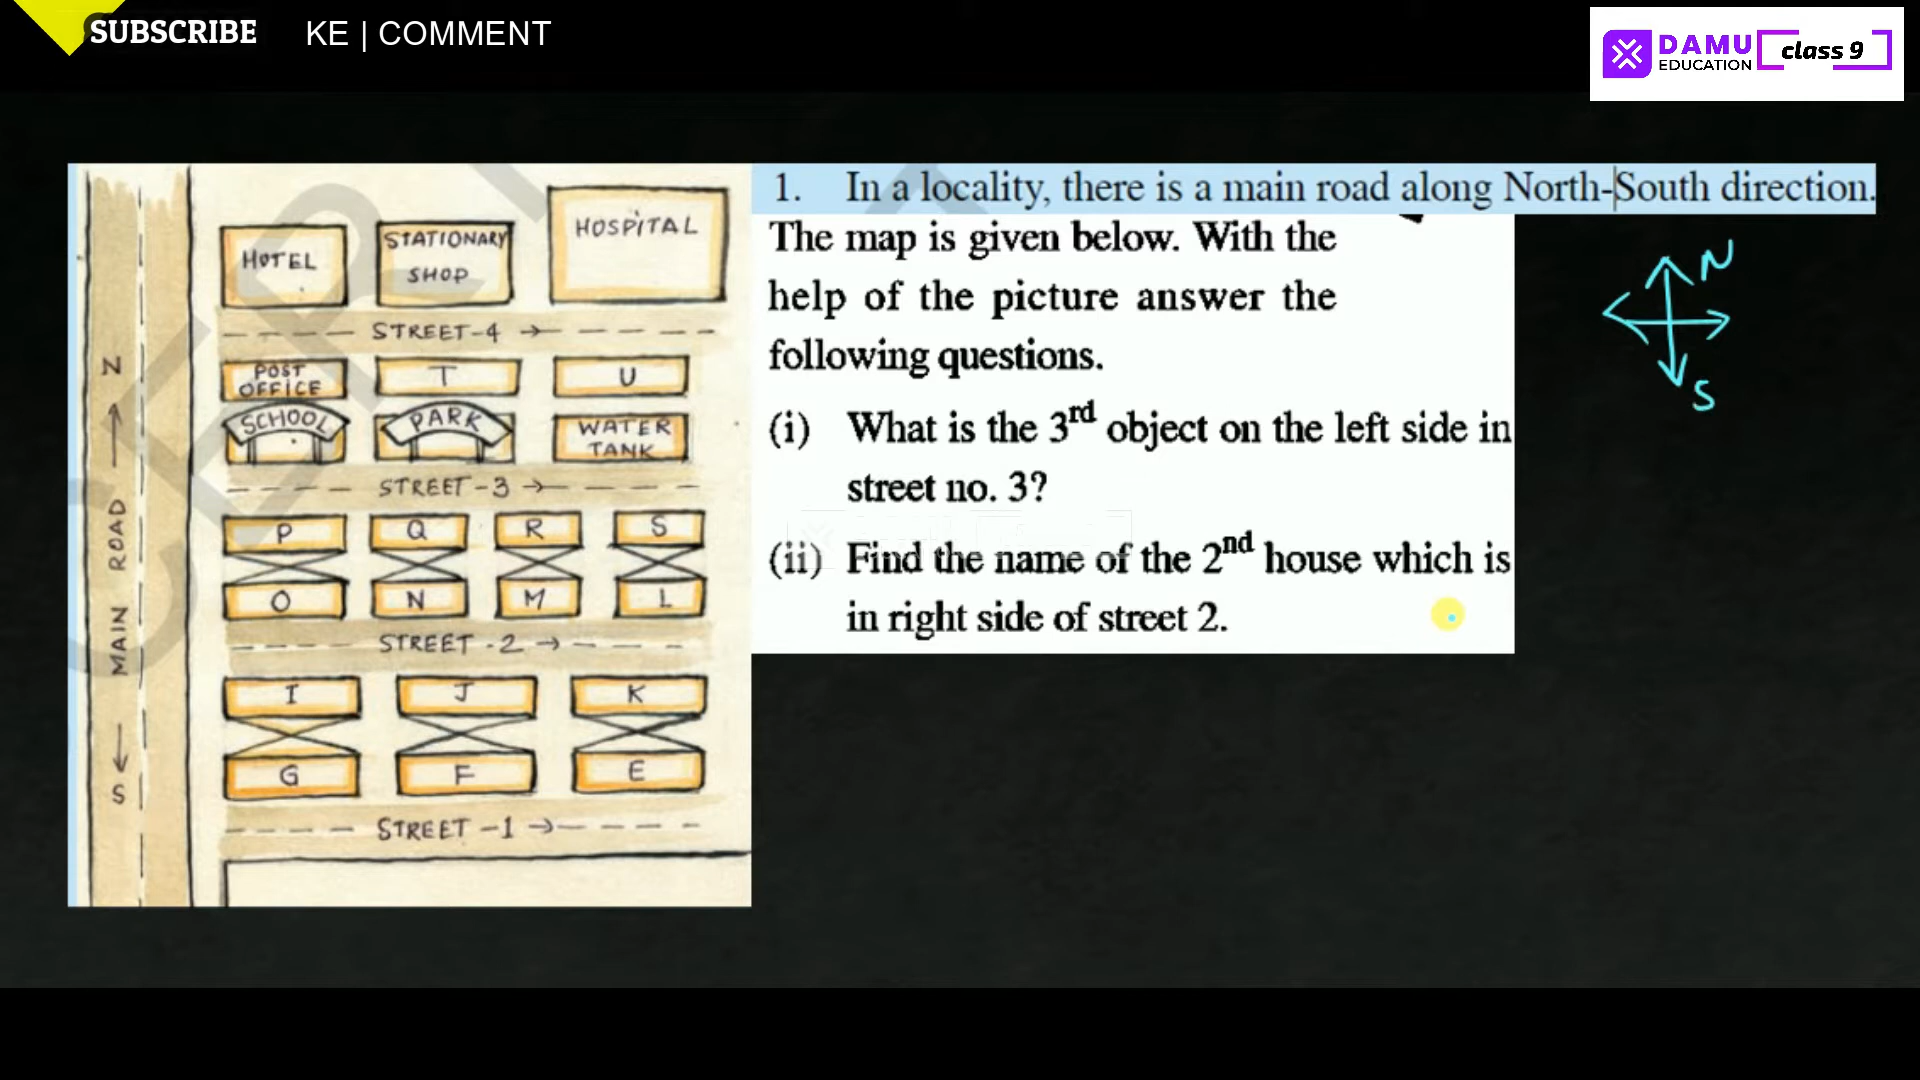 SUBSCRIBE KE | COMMENT
DAMU
EDUCATION
class 9
1. In a locality, there is a main road along North-South direction.
The map is given below. With the
help of the picture answer the
following questions.
(i) What is the 3rd object on the left side in
street no. 3?
(ii) Find the name of the 2nd house which is
in right side of street 2.
N
S
HOTEL
STATIONARY
SHOP
HOSPITAL
STREET-4
POST
OFFICE
T
U
SCHOOL
PARK
WATER
TANK
STREET-3
P
Q
R
S
O
N
M
L
STREET-2
I
J
K
G
F
E
STREET-1
N
MAIN ROAD
S